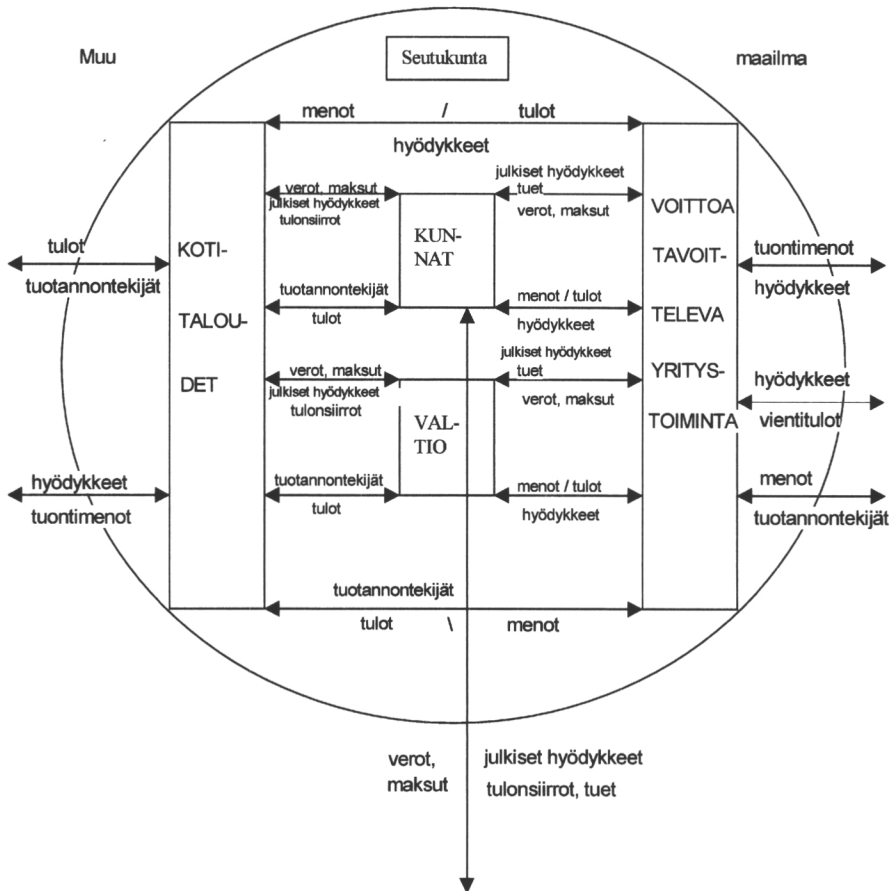 Muu
Seutukunta
maailma
menot / tulot
hyödykkeet
verot, maksut
julkiset hyödykkeet
tulonsiirrot
julkiset hyödykkeet
tuet
verot, maksut
KUN-
NAT
KOTI-
TALOU-
DET
VOITTOA
TAVOIT-
TELEVA
YRITYS-
TOIMINTA
tulot
tuotannontekijät
tuontimenot
hyödykkeet
tuotannontekijät
tulot
menot / tulot
hyödykkeet
verot, maksut
julkiset hyödykkeet
tulonsiirrot
julkiset hyödykkeet
tuet
verot, maksut
VAL-
TIO
hyödykkeet
vientitulot
hyödykkeet
tuontimenot
tuotannontekijät
tulot
menot / tulot
hyödykkeet
menot
tuotannontekijät
tuotannontekijät
tulot \ menot
verot,
maksut
julkiset hyödykkeet
tulonsiirrot, tuet